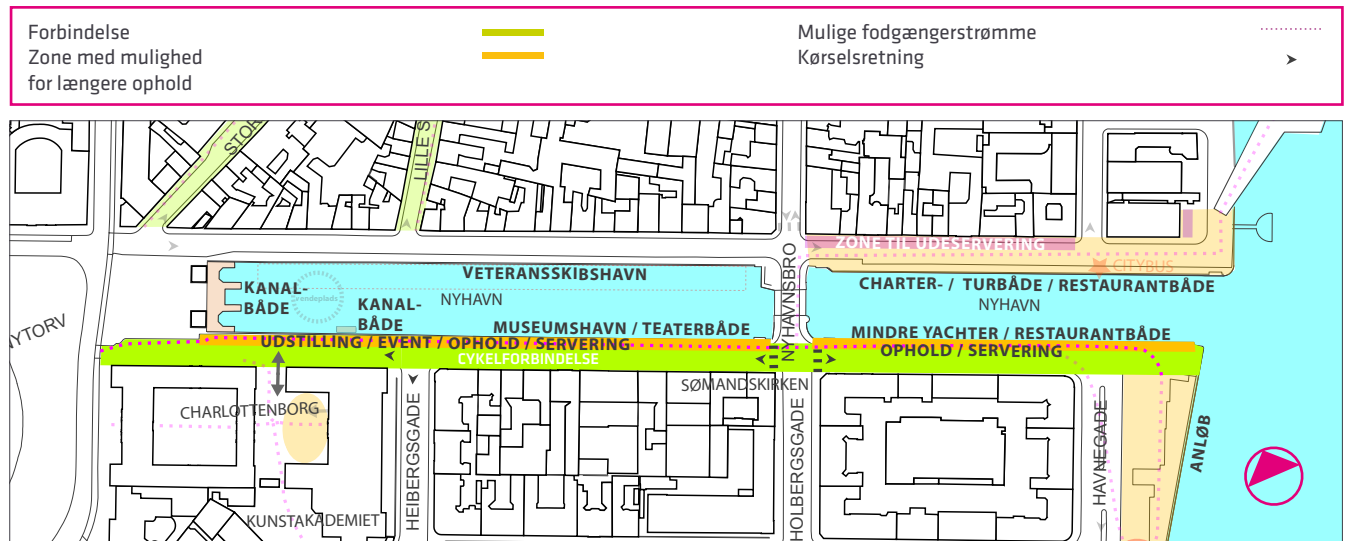 Forbindelse
Zone med mulighed
for længere ophold
Mulige fodgængerstrømme
Kørselsretning
STOR
LILLE S
ZONE TIL UDESERVERING
CITYBUS
NYHAVNSBRO
VETERANSSKIBSHAVN
NYHAVN
KANAL-
BÅDE
rendeplads
KANAL-
BÅDE
CHARTER- / TURBÅDE / RESTAURANTBÅDE
NYHAVN
YTORV
MUSEUMSHAVN / TEATERBÅDE
MINDRE YACHTER / RESTAURANTBÅDE
UDSTILLING / EVENT / OPHOLD / SERVERING
OPHOLD / SERVERING
CYKELFORBINDELSE
SØMANDSKIRKEN
CHARLOTTENBORG
HEIBERGSGADE
HOLBERGSGADE
HAVNEGADE
ANLØB
KUNSTAKADEMIET